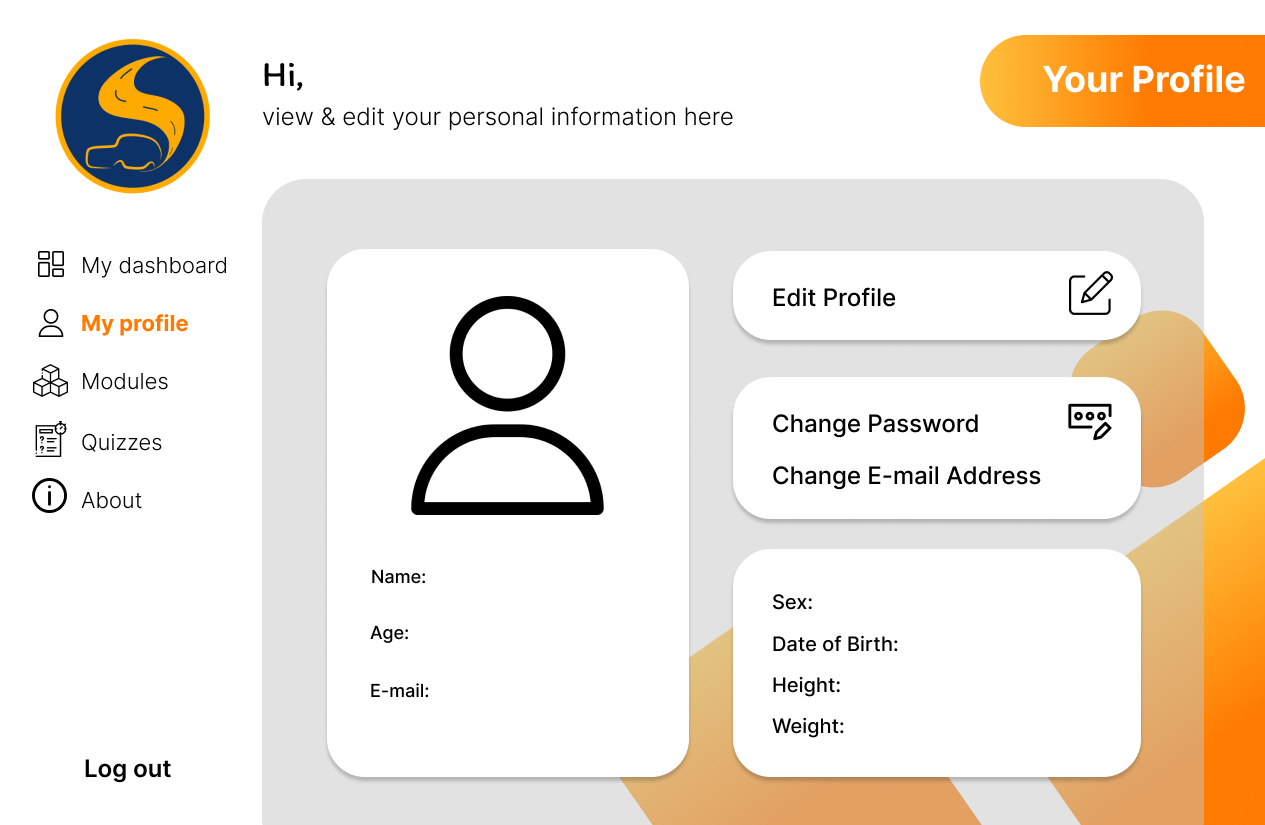 Hi,
view & edit your personal information here
Your Profile
My dashboard
My profile
Modules
Quizzes
About
Log out
Name:
Age:
E-mail:
Edit Profile
Change Password
Change E-mail Address
Sex:
Date of Birth:
Height:
Weight: